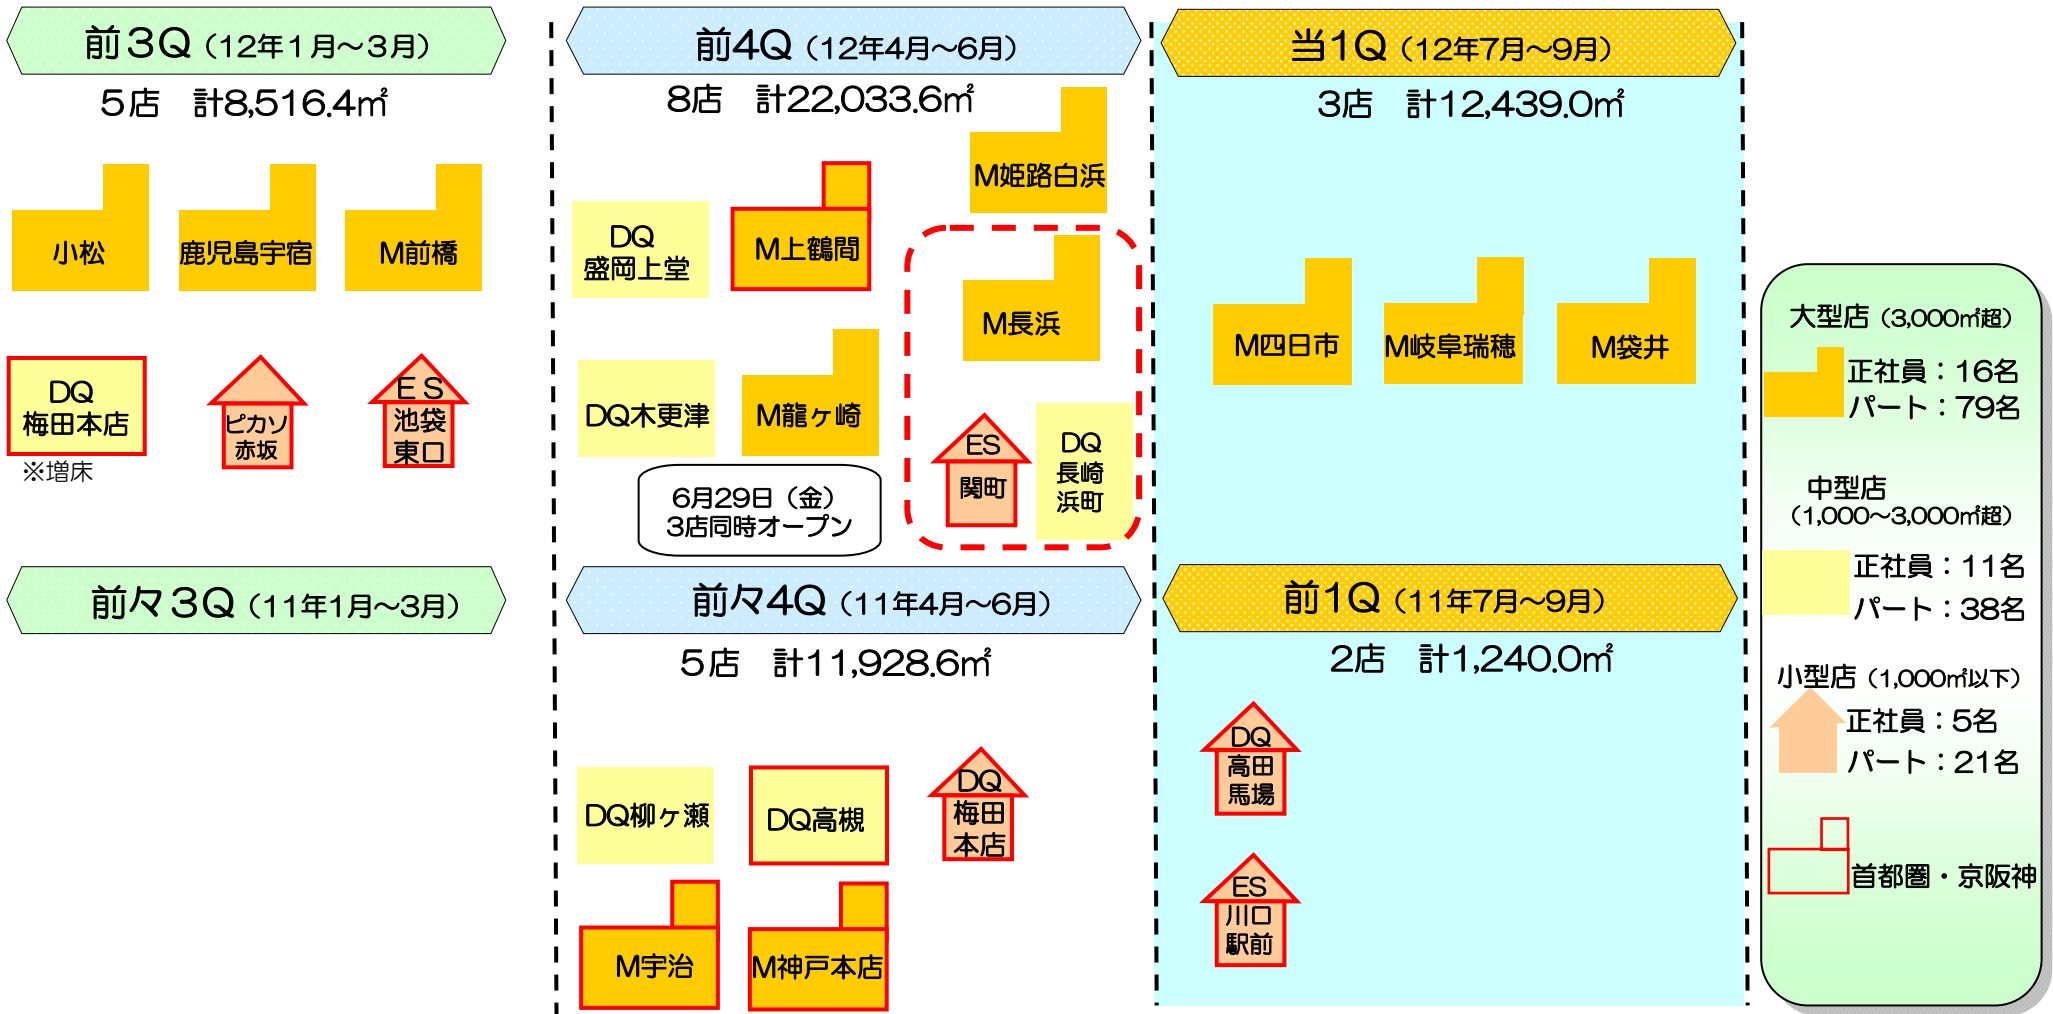 前３Q（12年１月～３月）
５店　計8,516.4㎡
小松
鹿児島宇宿
M前橋
DQ
梅田本店
※増床
ピカソ
赤坂
ＥＳ
池袋
東口
前4Q（12年4月～6月）
8店　計22,033.6㎡
M姫路白浜
DQ
盛岡上堂
M上鶴間
M長浜
DQ木更津
M龍ヶ崎
ES
関町
DQ
長崎
浜町
6月29日（金）
3店同時オープン
当1Q（12年7月～9月）
3店　計12,439.0㎡
M四日市
M岐阜瑞穂
M袋井
前々３Q（11年1月～3月）
前々4Q（11年4月～6月）
５店　計11,928.6㎡
DQ柳ヶ瀬
DQ高槻
DQ
梅田
本店
M宇治
M神戸本店
前1Q（11年7月～9月）
2店　計1,240.0㎡
DQ
高田
馬場
ES
川口
駅前
大型店（3,000㎡超）
正社員：16名
パート：79名
中型店
（1,000～3,000㎡超）
正社員：11名
パート：38名
小型店（1,000㎡以下）
正社員：5名
パート：21名
首都圏・京阪神